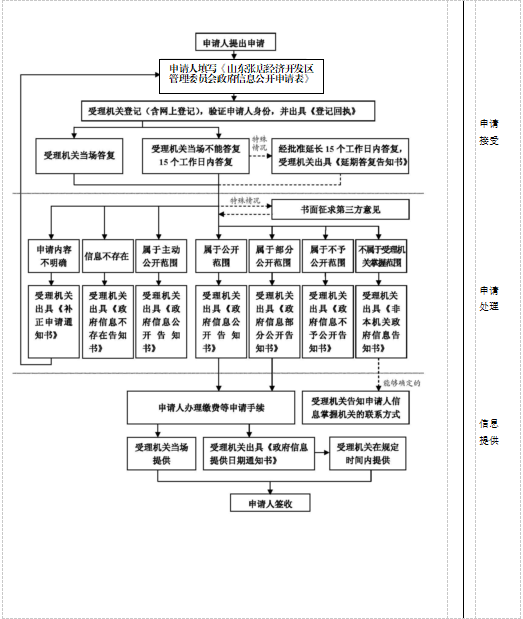 申请人提出申请
申请人填写《山东张店经济开发区
管理委员会政府信息公开申请表》
受理机关登记(含网上登记),验证申请人身份,并出具《登记回执》
受理机关当场答复
受理机关当场不能答复
15个工作日内答复
特殊
情况
经批准延长15个工作日内答复,
受理机关出具《延期答复告知书》
申请
接受
特殊情况
书面征求第三方意见
申请内容
不明确
信息不存在
属于主动
公开范围
属于公开
范围
属于部分
公开范围
属于不予
公开范围
不属于受理机
关掌握范围
受理机关
出具《补
正申请通
知书》
受理机关
出具《政
府信息不
存在告知
书》
受理机关
出具《政
府信息公
开告知
书》
受理机关
出具《政
府信息公
开告知
书》
受理机关
出具《政
府信息部
分公开告
知书》
受理机关
出具《政
府信息不
予公开告
知书》
受理机关
出具《非
本机关政
府信息告
知书》
申请
处理
能够确定的
申请人办理缴费等申请手续
受理机关告知申请人信
息掌握机关的联系方式
受理机关当场
提供
受理机关出具《政府信息
提供日期通知书》
受理机关在规定
时间内提供
申请人签收
信息
提供